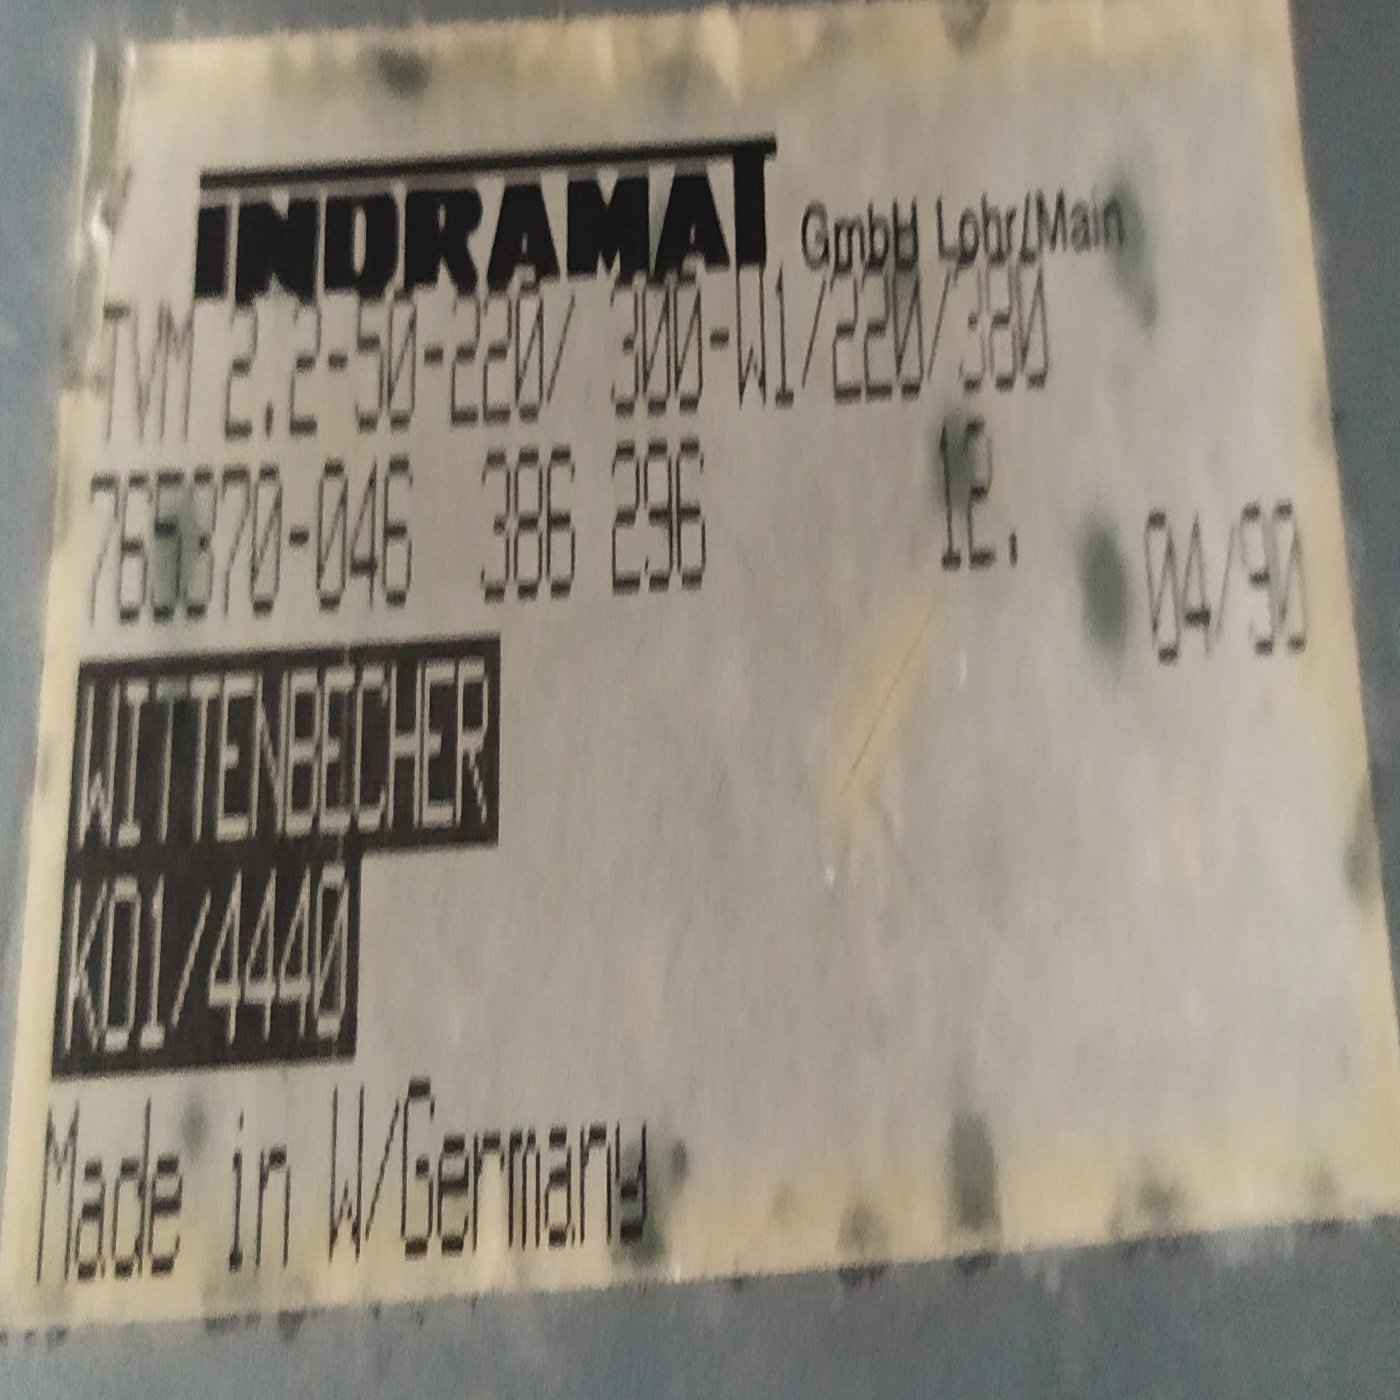 INDRAMAT GmbH Lohr/Main
TVM 2.2-50-220/ 300-W1/220/380
765370-046 386 296 12. 04/90
WITTENBECHER
KD1/4440
Made in W/Germany